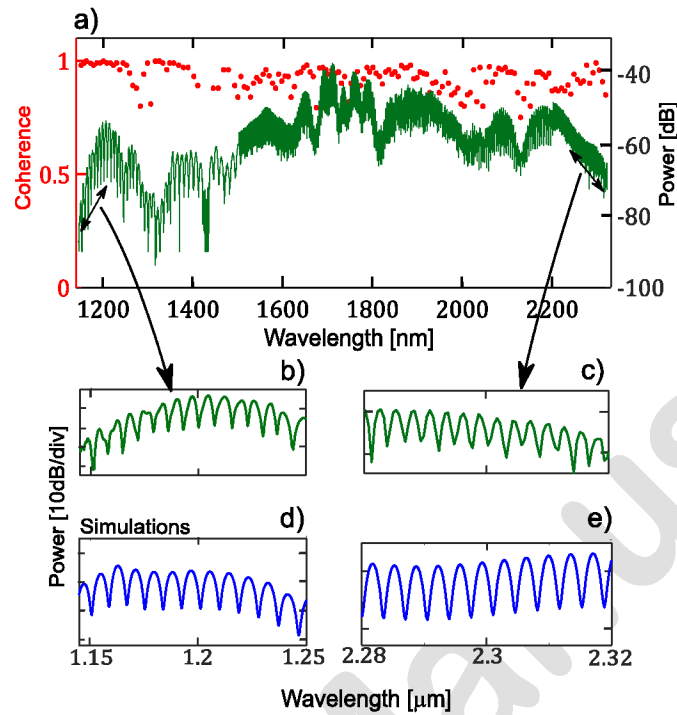 a)
1
0.5
0
Coherence
-40
-60
-80
-100
Power [dB]
1200 1400 1600 1800 2000 2200
Wavelength [nm]
b) c)
Power [10dB/div]
Simulations
d) e)
1.15 1.2 1.25 2.28 2.3 2.32
Wavelength [μm]